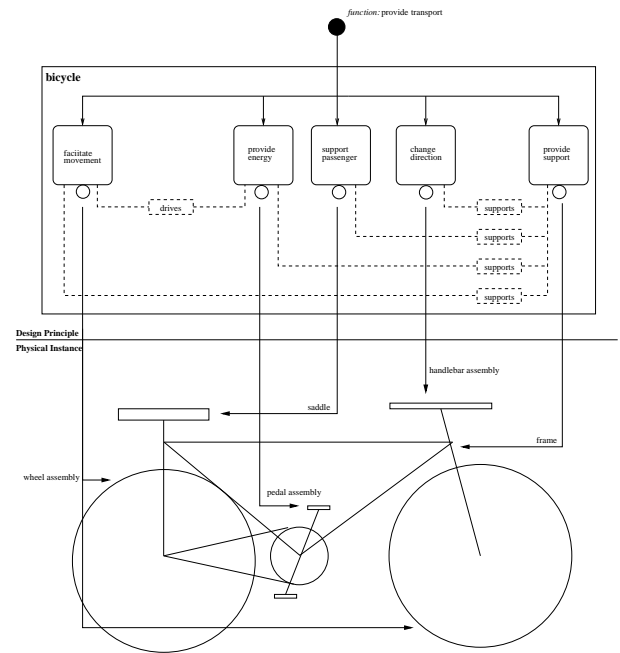 function: provide transport
bicycle
faciitate
movement
provide
energy
support
passenger
change
direction
provide
support
drives
supports
supports
supports
supports
Design Principle
Physical Instance
handlebar assembly
saddle
frame
wheel assembly
pedal assembly